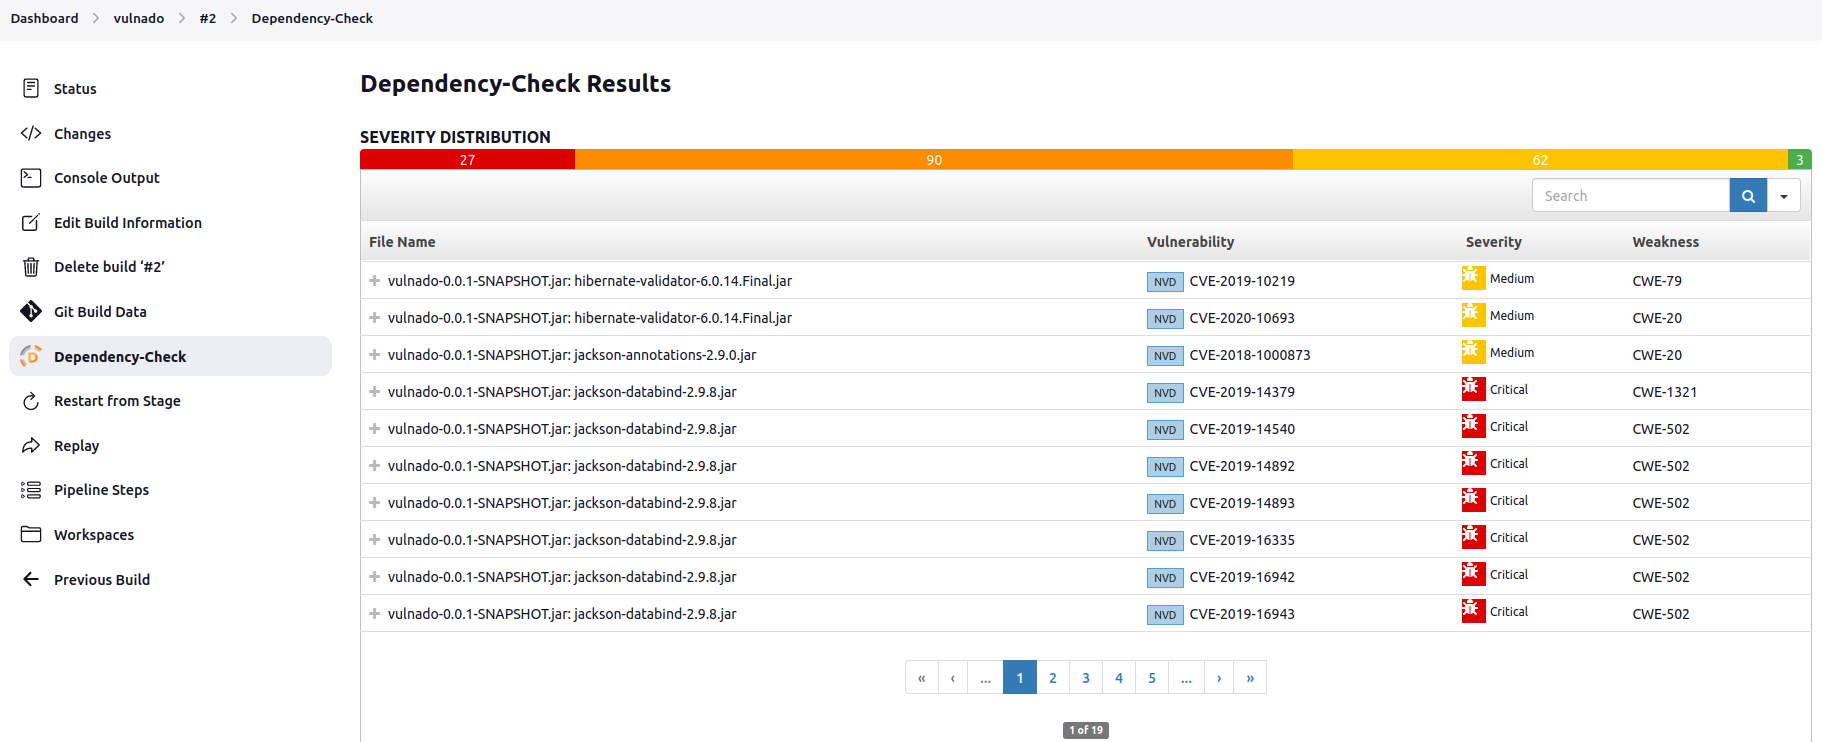 Dashboard > vulnado > #2 > Dependency-Check
Status
Changes
Console Output
Edit Build Information
Delete build ‘#2’
Git Build Data
Dependency-Check
Restart from Stage
Replay
Pipeline Steps
Workspaces
Previous Build
Dependency-Check Results
SEVERITY DISTRIBUTION
27 90 62 3
Search
File Name Vulnerability Severity Weakness
vulnado-0.0.1-SNAPSHOT.jar: hibernate-validator-6.0.14.Final.jar NVD CVE-2019-10219 Medium CWE-79
vulnado-0.0.1-SNAPSHOT.jar: hibernate-validator-6.0.14.Final.jar NVD CVE-2020-10693 Medium CWE-20
vulnado-0.0.1-SNAPSHOT.jar: jackson-annotations-2.9.0.jar NVD CVE-2018-1000873 Medium CWE-20
vulnado-0.0.1-SNAPSHOT.jar: jackson-databind-2.9.8.jar NVD CVE-2019-14379 Critical CWE-1321
vulnado-0.0.1-SNAPSHOT.jar: jackson-databind-2.9.8.jar NVD CVE-2019-14540 Critical CWE-502
vulnado-0.0.1-SNAPSHOT.jar: jackson-databind-2.9.8.jar NVD CVE-2019-14892 Critical CWE-502
vulnado-0.0.1-SNAPSHOT.jar: jackson-databind-2.9.8.jar NVD CVE-2019-14893 Critical CWE-502
vulnado-0.0.1-SNAPSHOT.jar: jackson-databind-2.9.8.jar NVD CVE-2019-16335 Critical CWE-502
vulnado-0.0.1-SNAPSHOT.jar: jackson-databind-2.9.8.jar NVD CVE-2019-16942 Critical CWE-502
vulnado-0.0.1-SNAPSHOT.jar: jackson-databind-2.9.8.jar NVD CVE-2019-16943 Critical CWE-502
« ‹ ... 1 2 3 4 5 ... › »
1 of 19